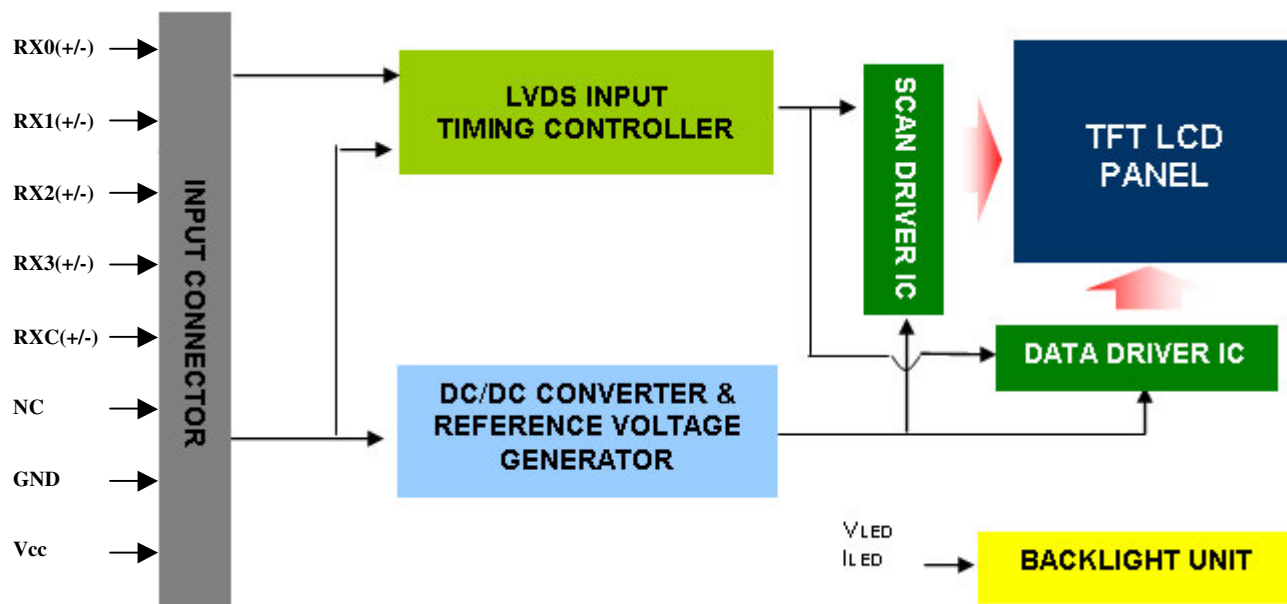 RX0(+/-)
RX1(+/-)
RX2(+/-)
RX3(+/-)
RXC(+/-)
NC
GND
Vcc
INPUT CONNECTOR
LVDS INPUT
TIMING CONTROLLER
DC/DC CONVERTER &
REFERENCE VOLTAGE
GENERATOR
SCAN DRIVER IC
TFT LCD
PANEL
DATA DRIVER IC
VLED
ILED
BACKLIGHT UNIT